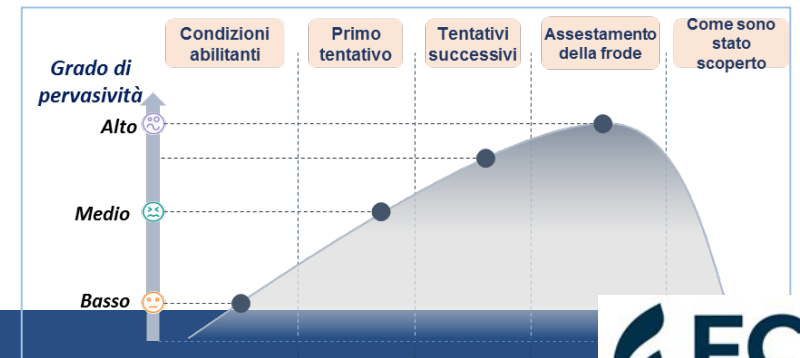 Condizioni
abilitanti
Primo
tentativo
Tentativi
successivi
Assestamento
della frode
Come sono
stato
scoperto
Grado di
pervasività
Alto
Medio
Basso